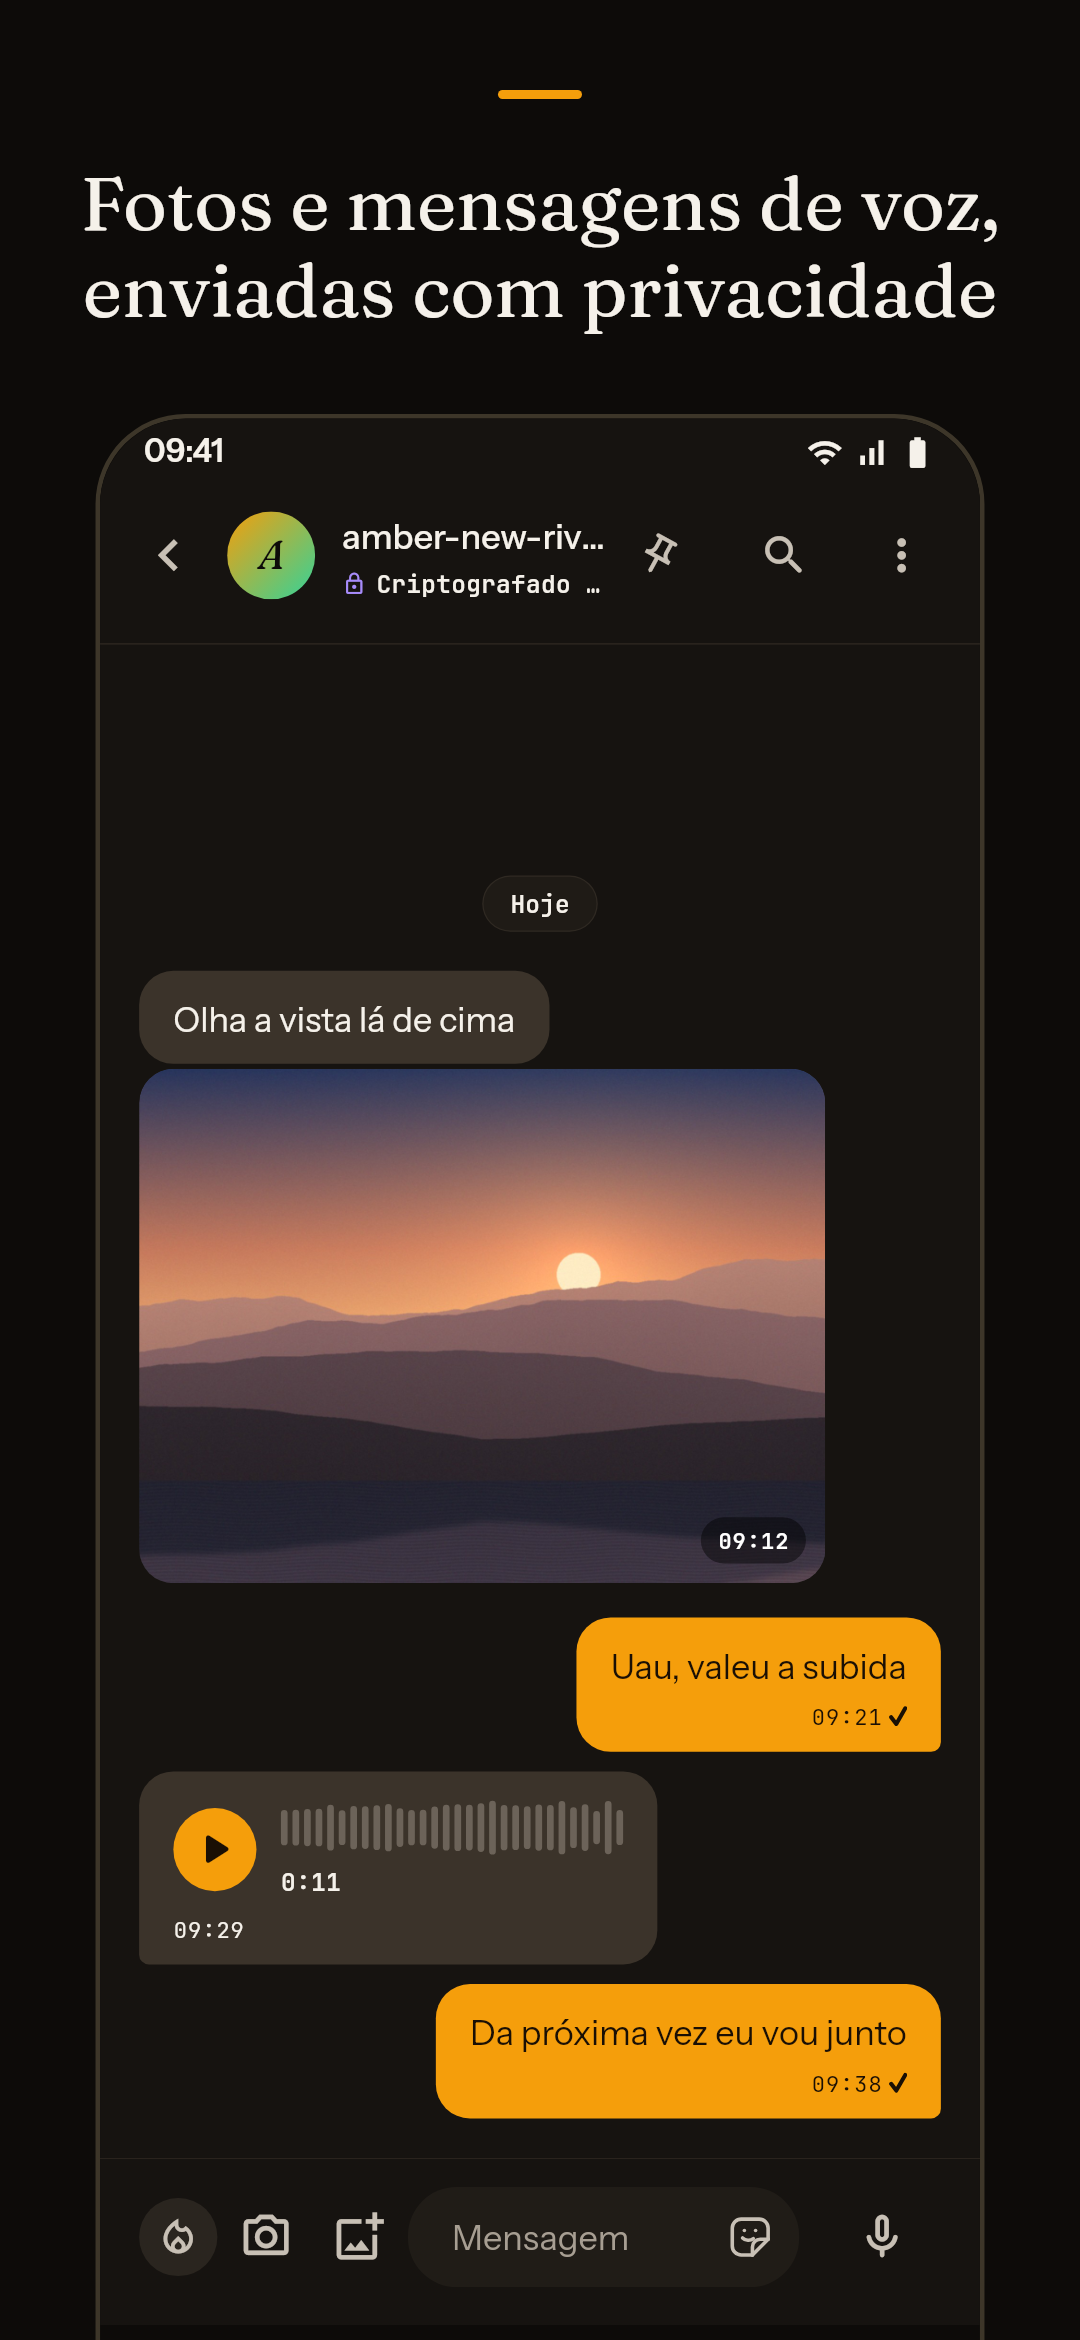 Fotos e mensagens de voz,
enviadas com privacidade
09:41
A
amber-new-riv...
Criptografado …
Hoje
Olha a vista lá de cima
09:12
Uau, valeu a subida
09:21
0:11
09:29
Da próxima vez eu vou junto
09:38
Mensagem